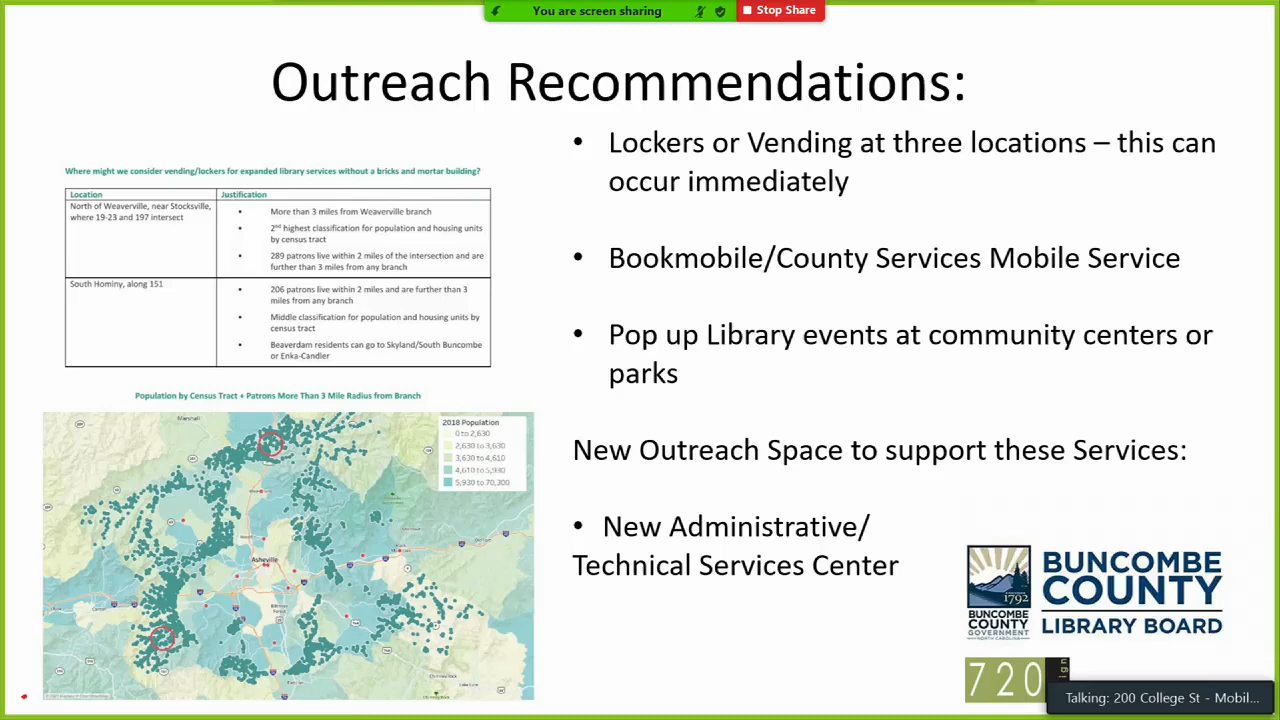 You are screen sharing
Stop Share
Outreach Recommendations:
Where might we consider vending/lockers for expanded library services without a bricks and mortar building?
Location
Justification
North of Weaverville, near Stocksville,
where 19-23 and 197 intersect
• More than 3 miles from Weaverville branch
• 2nd highest classification for population and housing units
by census tract
• 289 patrons live within 2 miles of the intersection and are
further than 3 miles from any branch
South Hominy, along 151
• 206 patrons live within 2 miles and are further than 3
miles from any branch
• Middle classification for population and housing units by
census tract
• Beaverdam residents can go to Skyland/South Buncombe
or Enka-Candler
Population by Census Tract + Patrons More Than 3 Mile Radius from Branch
Marshall
2018 Population
0 to 2,630
2,630 to 3,630
3,630 to 4,610
4,610 to 5,930
5,930 to 70,300
Asheville
• Lockers or Vending at three locations – this can
occur immediately
• Bookmobile/County Services Mobile Service
• Pop up Library events at community centers or
parks
New Outreach Space to support these Services:
• New Administrative/
Technical Services Center
1792
BUNCOMBE
COUNTY
GOVERNMENT
NORTH CAROLINA
BUNCOMBE
COUNTY
LIBRARY BOARD
720
ign
Talking: 200 College St - Mobil...